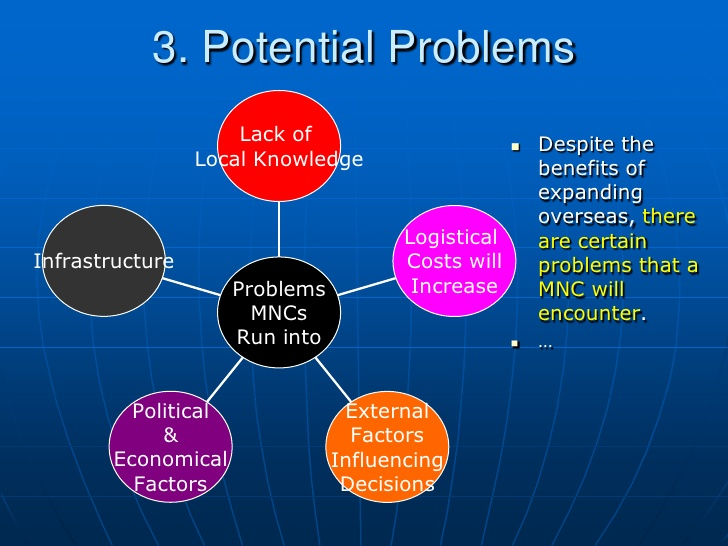 3. Potential Problems
Lack of
Local Knowledge
Infrastructure
Logistical
Costs will
Increase
Problems
MNCs
Run into
Political
&
Economical
Factors
External
Factors
Influencing
Decisions
Despite the
benefits of
expanding
overseas, there
are certain
problems that a
MNC will
encounter.
…